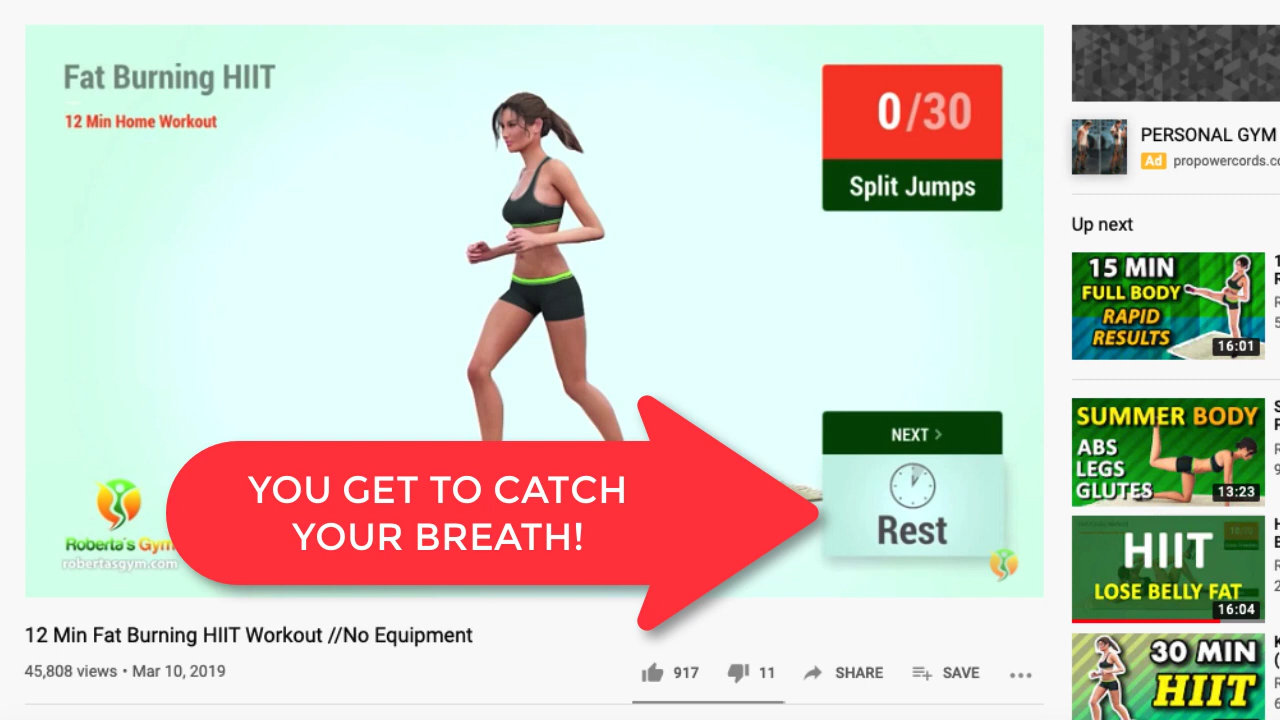 Fat Burning HIIT
12 Min Home Workout
0/30
Split Jumps
NEXT >
Rest
YOU GET TO CATCH
YOUR BREATH!
Roberta's Gym
robertasgym.com
12 Min Fat Burning HIIT Workout //No Equipment
45,808 views • Mar 10, 2019
917
11
SHARE
SAVE
PERSONAL GYM
Ad propowercords.co
Up next
15 MIN
FULL BODY
RAPID
RESULTS
16:01
SUMMER BODY
ABS
LEGS
GLUTES
13:23
HIIT
LOSE BELLY FAT
16:04
30 MIN
HIIT